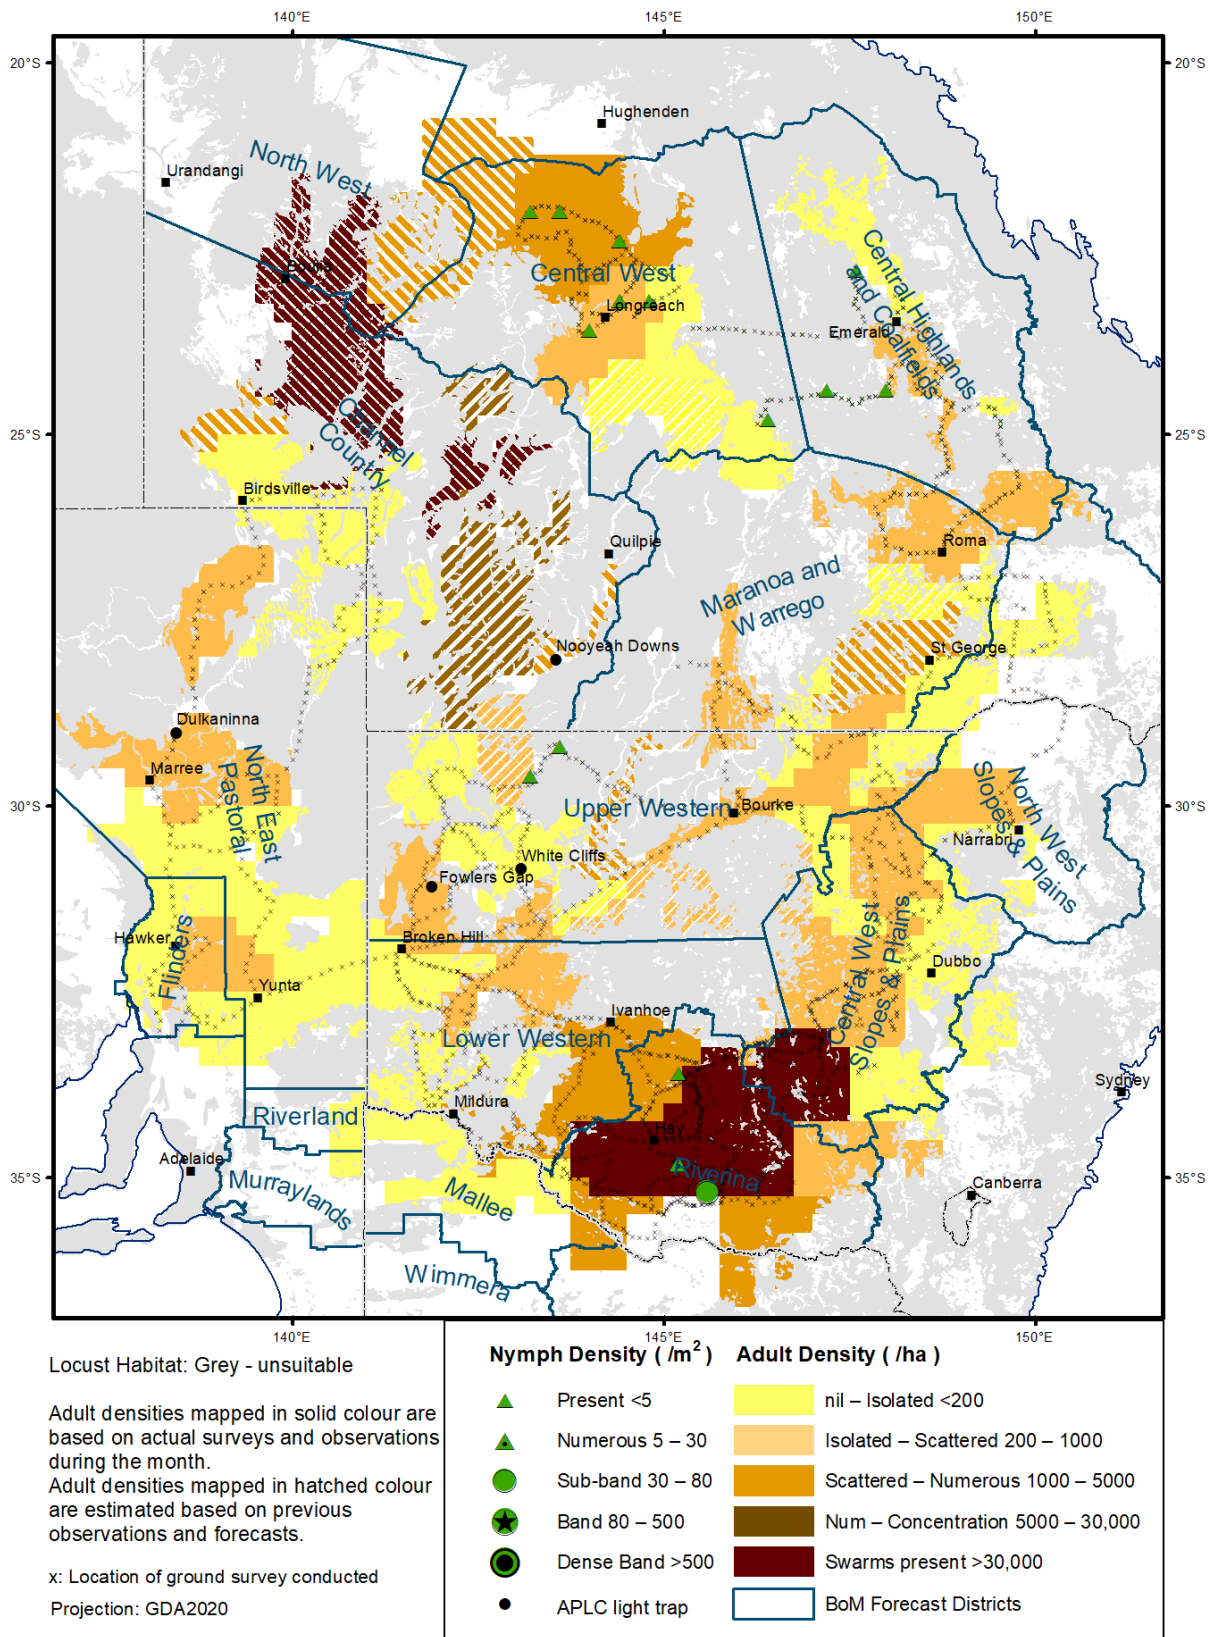 140°E
145°E
150°E
20°S
20°S
Hughenden
North West
Urandangi
Boulia
Central West
Longreach
Central Highlands
and Coalfields
Emerald
25°S
25°S
Channel
Country
Birdsville
Quilpie
Roma
Maranoa and
Warrego
Nooyeah Downs
St George
Dulkaninna
Marree
North East
Pastoral
30°S
30°S
Upper Western
Bourke
North West
Slopes & Plains
Narrabri
White Cliffs
Fowlers Gap
Hawker
Flinders
Broken Hill
Central West
Slopes & Plains
Dubbo
Yunta
Ivanhoe
Lower Western
Sydney
Riverland
Mildura
Hay
Adelaide
35°S
35°S
Murraylands
Mallee
Riverina
Canberra
Wimmera
140°E
145°E
150°E
Locust Habitat: Grey - unsuitable
Adult densities mapped in solid colour are
based on actual surveys and observations
during the month.
Adult densities mapped in hatched colour
are estimated based on previous
observations and forecasts.
x: Location of ground survey conducted
Projection: GDA2020
Nymph Density ( /m²)
Present <5
Numerous 5 – 30
Sub-band 30 – 80
Band 80 – 500
Dense Band >500
APLC light trap
Adult Density ( /ha )
nil – Isolated <200
Isolated – Scattered 200 – 1000
Scattered – Numerous 1000 – 5000
Num – Concentration 5000 – 30,000
Swarms present >30,000
BoM Forecast Districts